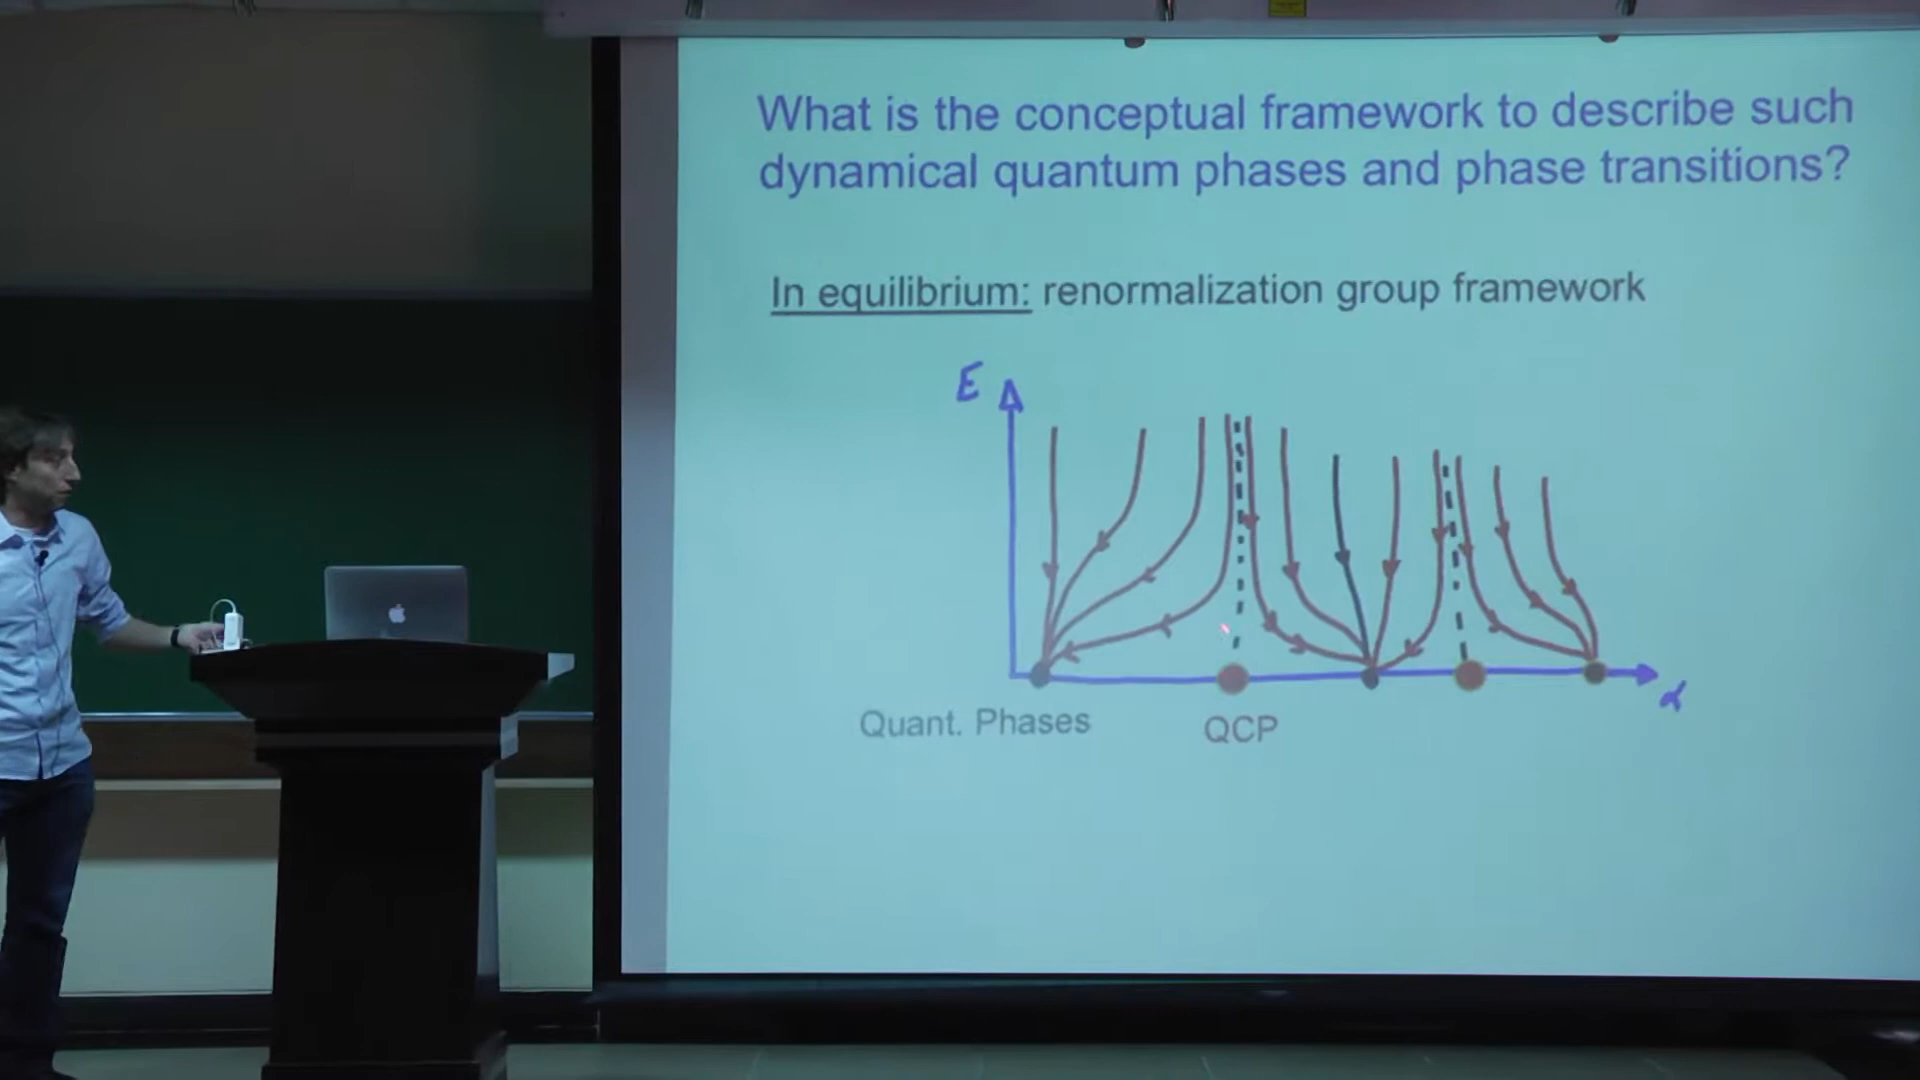 What is the conceptual framework to describe such
dynamical quantum phases and phase transitions?
In equilibrium: renormalization group framework
E
α
Quant. Phases
QCP